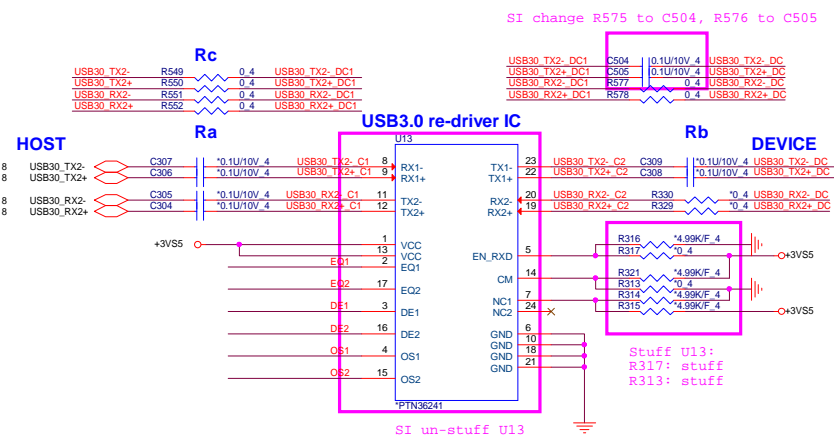 SI change R575 to C504, R576 to C505
Rc
USB30_TX2- R549 0_4 USB30_TX2-_DC1
USB30_TX2+ R550 0_4 USB30_TX2+_DC1
USB30_RX2- R551 0_4 USB30_RX2-_DC1
USB30_RX2+ R552 0_4 USB30_RX2+_DC1
USB30_TX2-_DC1 C504 0.1U/10V_4 USB30_TX2-_DC
USB30_TX2+_DC1 C505 0.1U/10V_4 USB30_TX2+_DC
USB30_RX2-_DC1 R577 0_4 USB30_RX2-_DC
USB30_RX2+_DC1 R578 0_4 USB30_RX2+_DC
USB3.0 re-driver IC
HOST
Ra
Rb
DEVICE
U13
8 USB30_TX2- C307 *0.1U/10V_4 USB30_TX2-_C1 8 RX1- TX1- 23 USB30_TX2-_C2 C309 *0.1U/10V_4 USB30_TX2-_DC
8 USB30_TX2+ C306 *0.1U/10V_4 USB30_TX2+_C1 9 RX1+ TX1+ 22 USB30_TX2+_C2 C308 *0.1U/10V_4 USB30_TX2+_DC
8 USB30_RX2- C305 *0.1U/10V_4 USB30_RX2-_C1 11 TX2- RX2- 20 USB30_RX2-_C2 R330 *0_4 USB30_RX2-_DC
8 USB30_RX2+ C304 *0.1U/10V_4 USB30_RX2+_C1 12 TX2+ RX2+ 19 USB30_RX2+_C2 R329 *0_4 USB30_RX2+_DC
+3VS5 1 VCC
13 VCC
EQ1 2 EQ1
EQ2 17 EQ2
DE1 3 DE1
DE2 16 DE2
OS1 4 OS1
OS2 15 OS2
EN_RXD 5
CM 14
NC1 7
NC2 24
GND 6
GND 10
GND 18
GND 21
R316 *4.99K/F_4
R317 *0_4 +3VS5
R321 *4.99K/F_4
R313 *0_4
R314 *4.99K/F_4
R315 *4.99K/F_4 +3VS5
Stuff U13:
R317: stuff
R313: stuff
*PTN36241
SI un-stuff U13